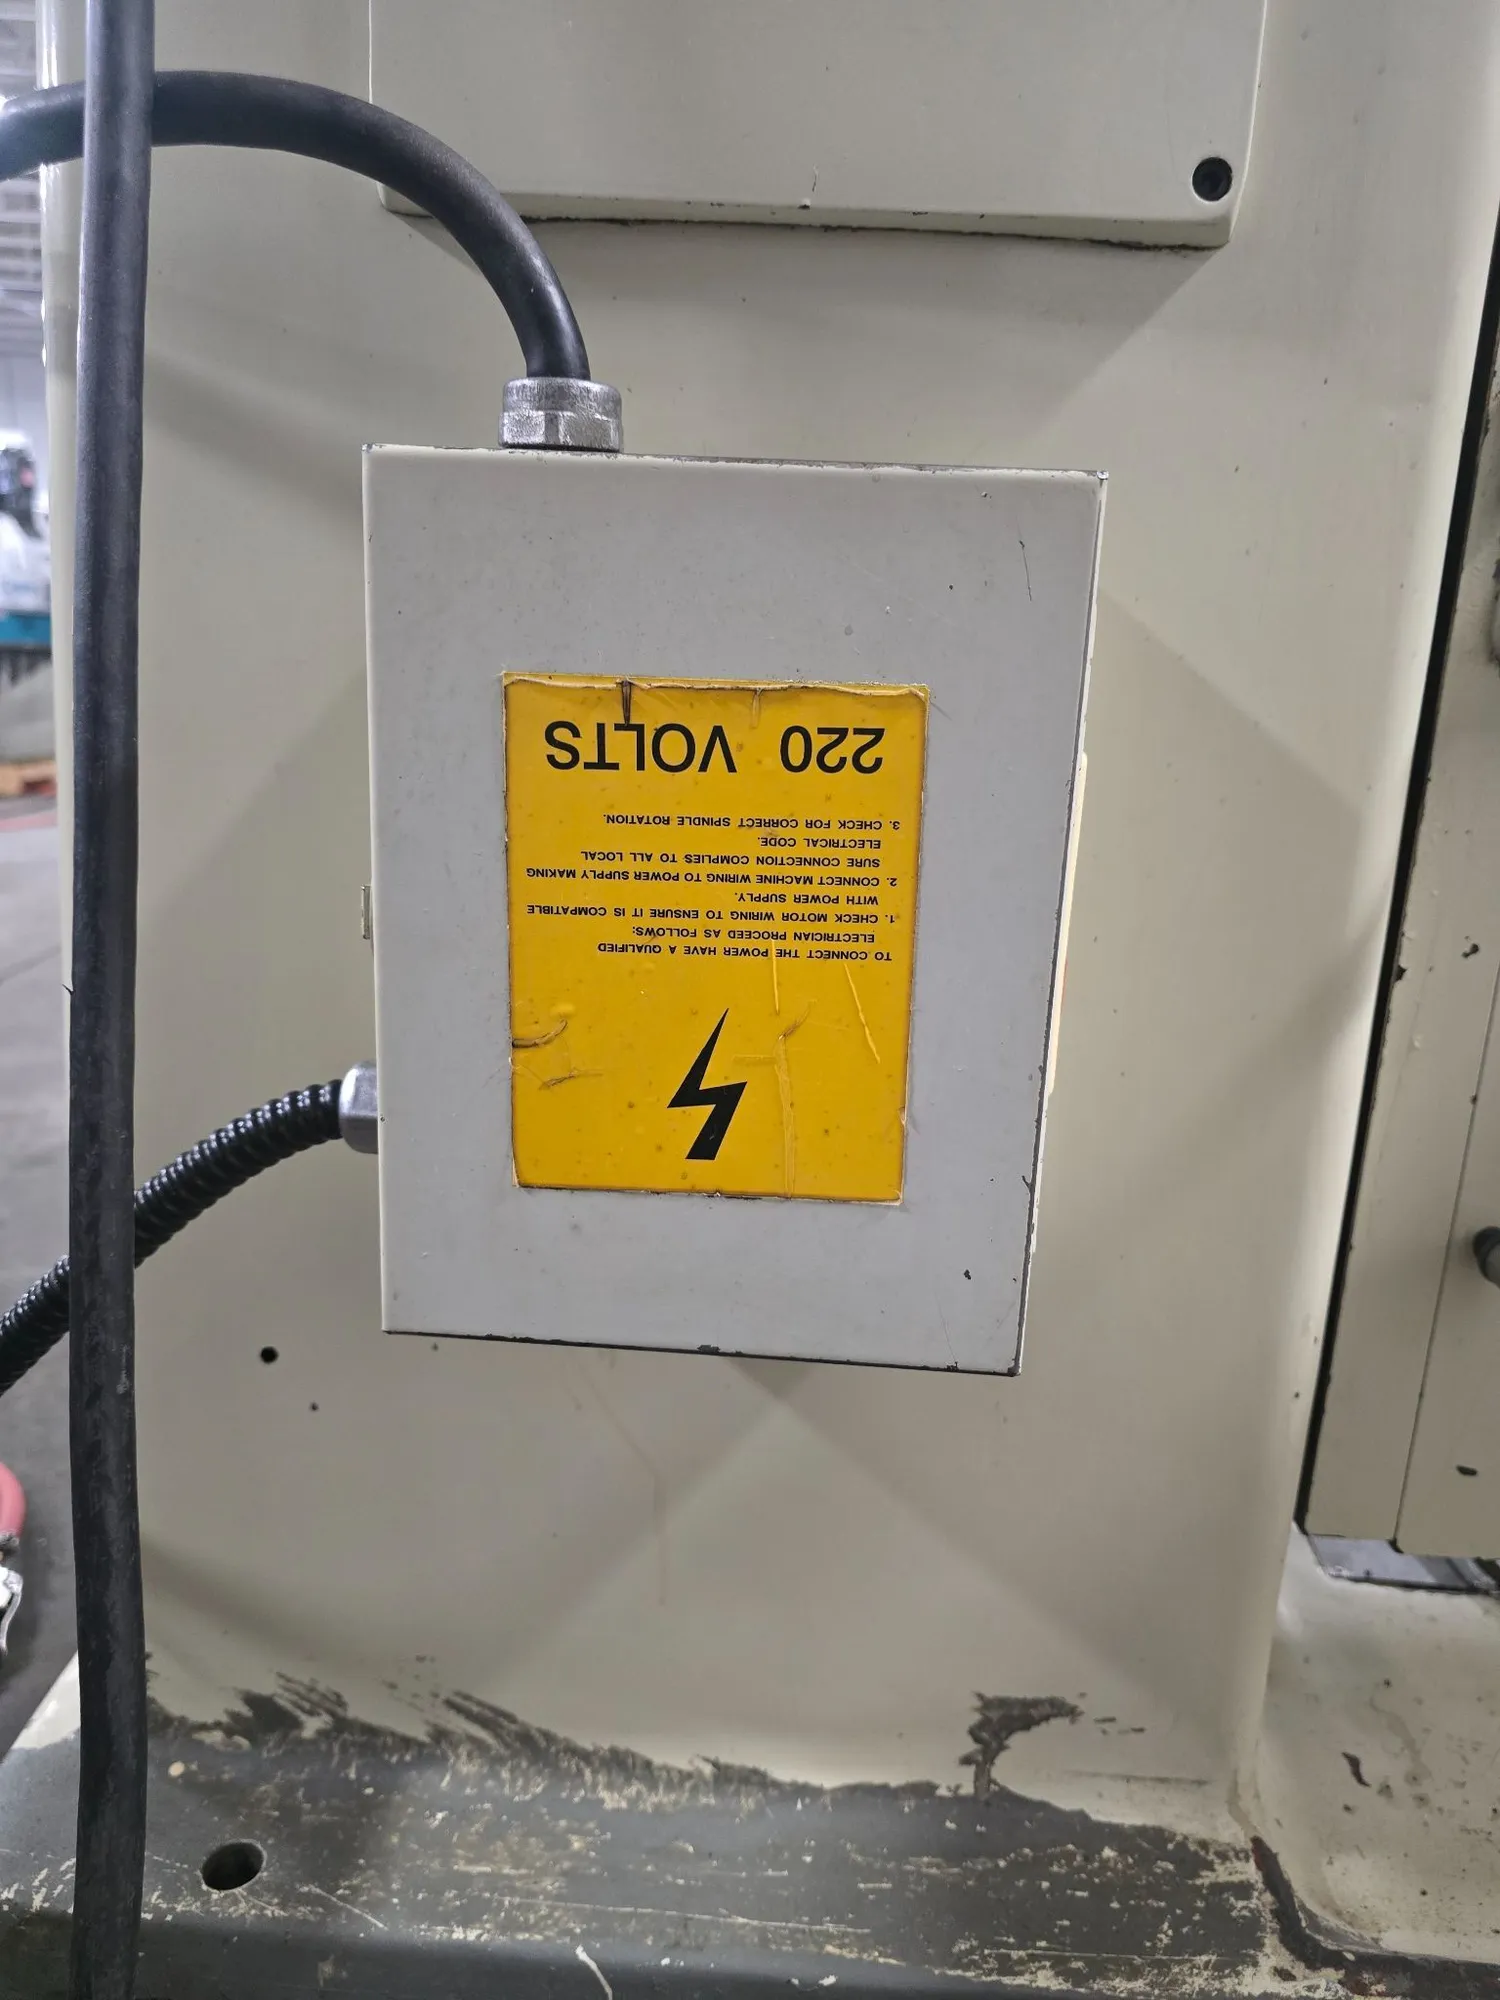 TO CONNECT THE POWER HAVE A QUALIFIED
ELECTRICIAN PROCEED AS FOLLOWS:
1. CHECK MOTOR WIRING TO ENSURE IT IS COMPATIBLE
WITH POWER SUPPLY.
2. CONNECT MACHINE WIRING TO POWER SUPPLY MAKING
SURE CONNECTION COMPLIES TO ALL LOCAL
ELECTRICAL CODE.
3. CHECK FOR CORRECT SPINDLE ROTATION.
220 VOLTS